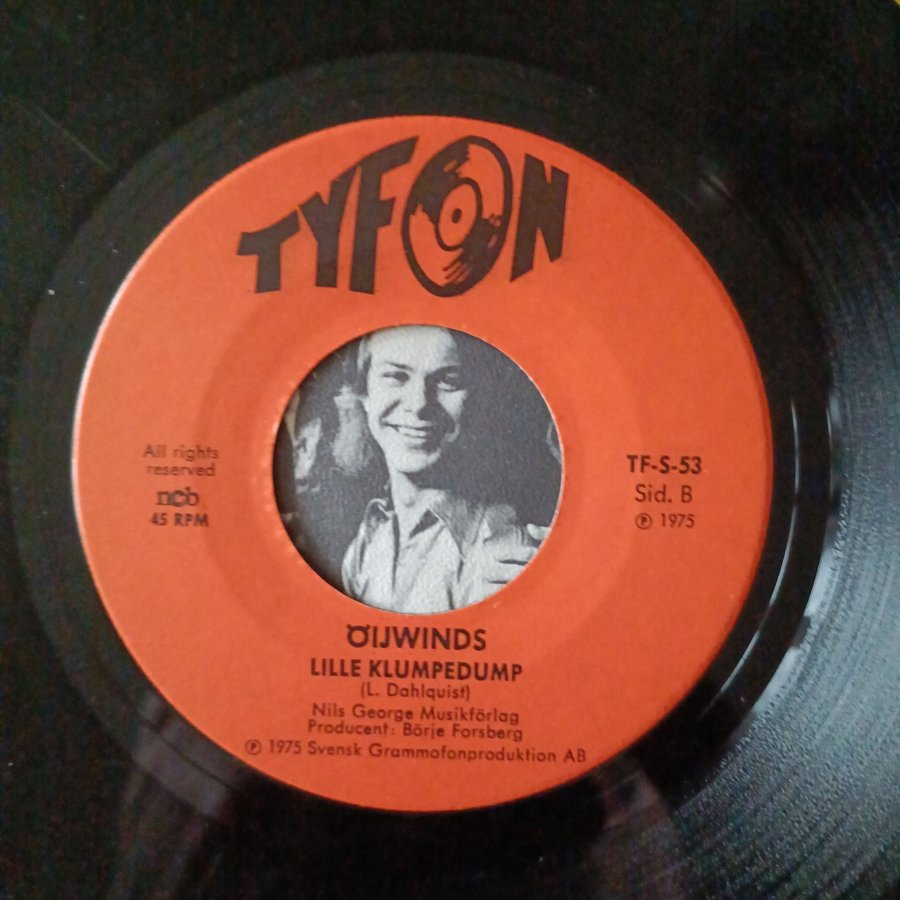 TYFON
All rights
reserved
ncb
45 RPM
TF-S-53
Sid. B
℗ 1975
ÖIJWINDS
LILLE KLUMPEDUMP
(L. Dahlquist)
Nils George Musikförlag
Producent: Börje Forsberg
℗ 1975 Svensk Grammofonproduktion AB